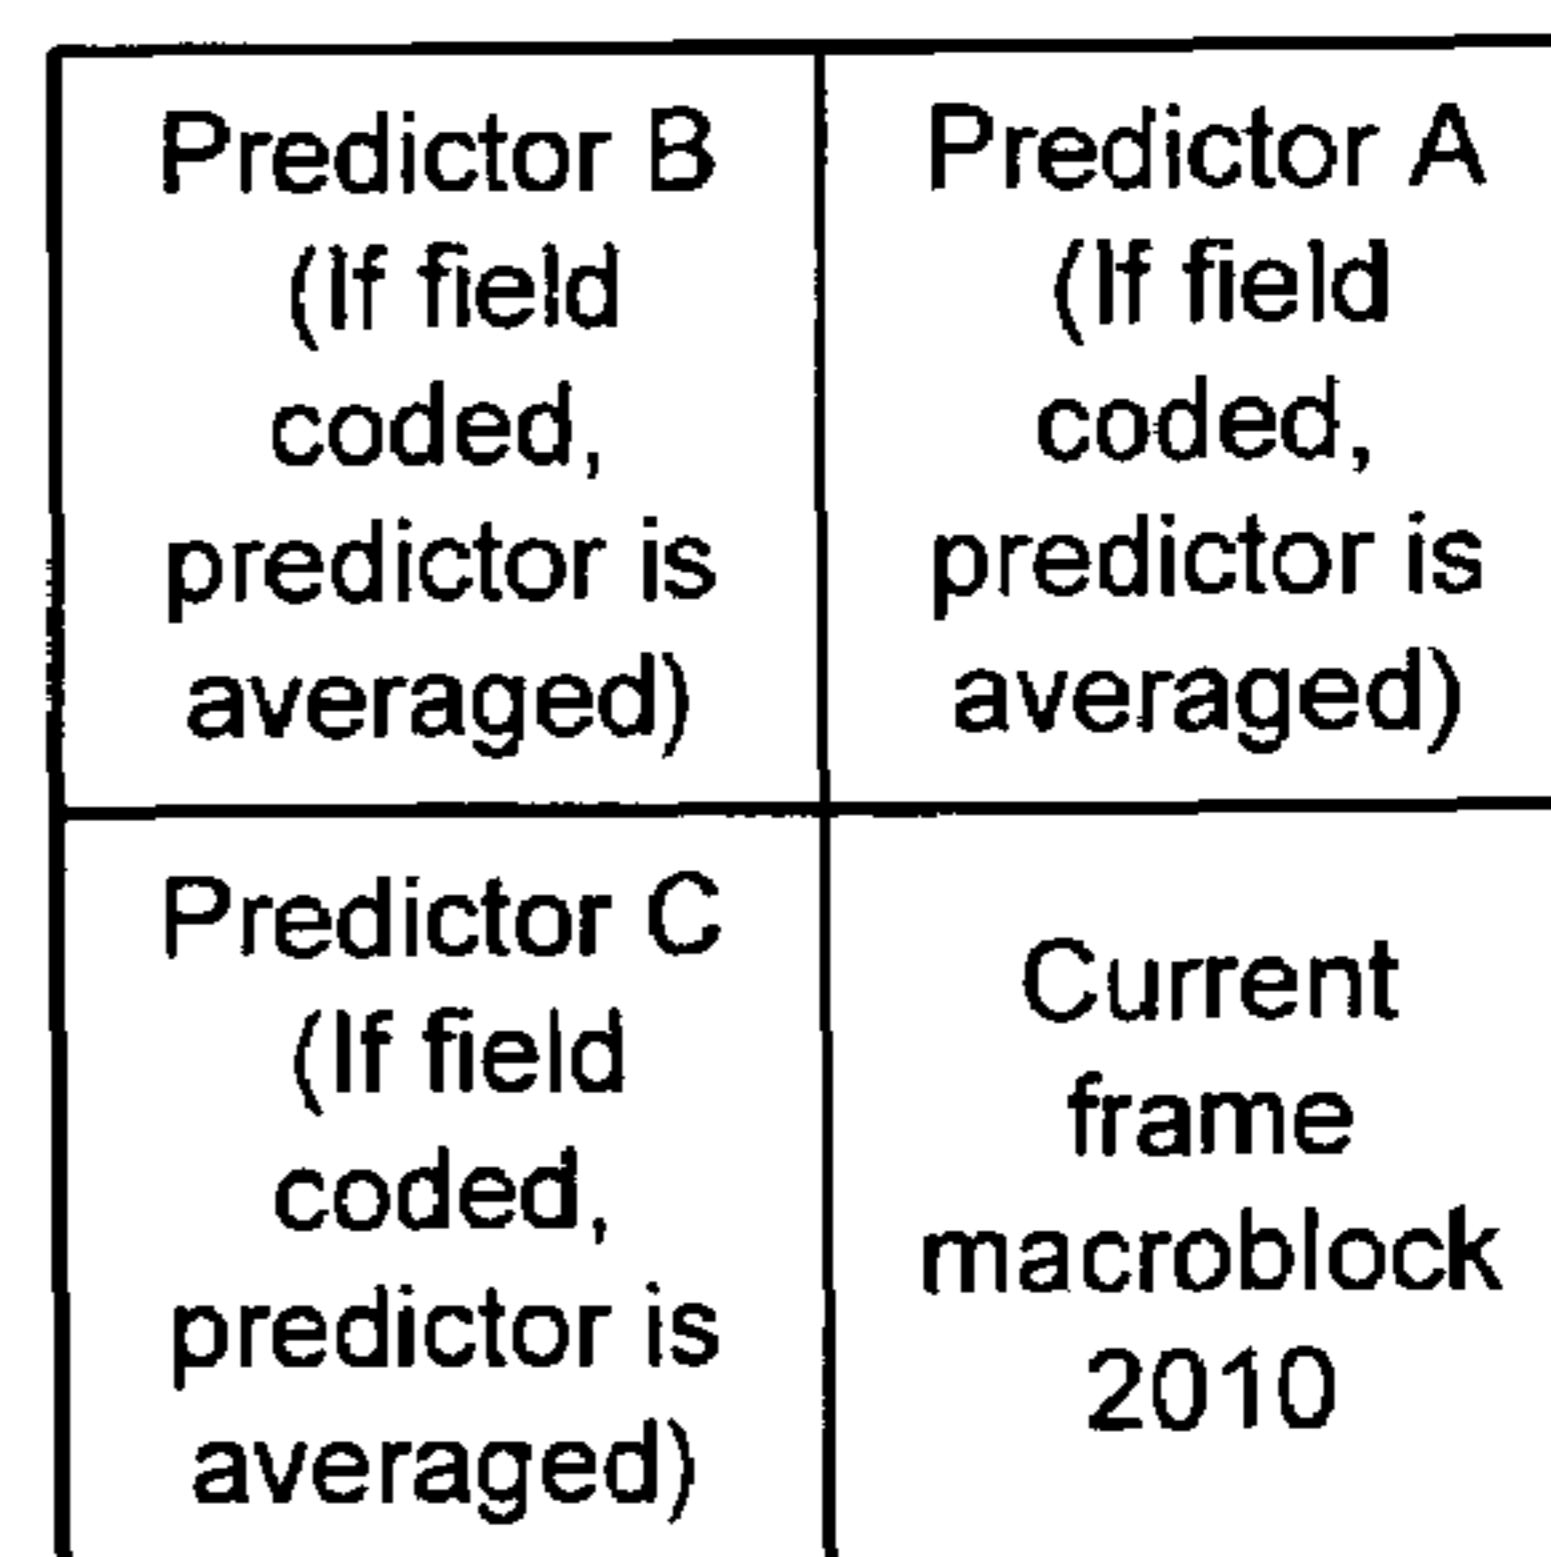 Predictor B
(If field
coded,
predictor is
averaged)
Predictor A
(If field
coded,
predictor is
averaged)
Predictor C
(If field
coded,
predictor is
averaged)
Current
frame
macroblock
2010